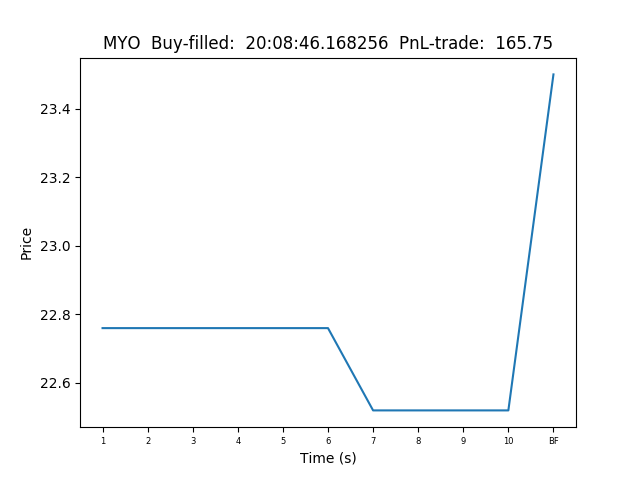 MYO  Buy-filled:  20:08:46.168256  PnL-trade:  165.75
23.4
23.2
23.0
22.8
22.6
Price
1 2 3 4 5 6 7 8 9 10 BF
Time (s)